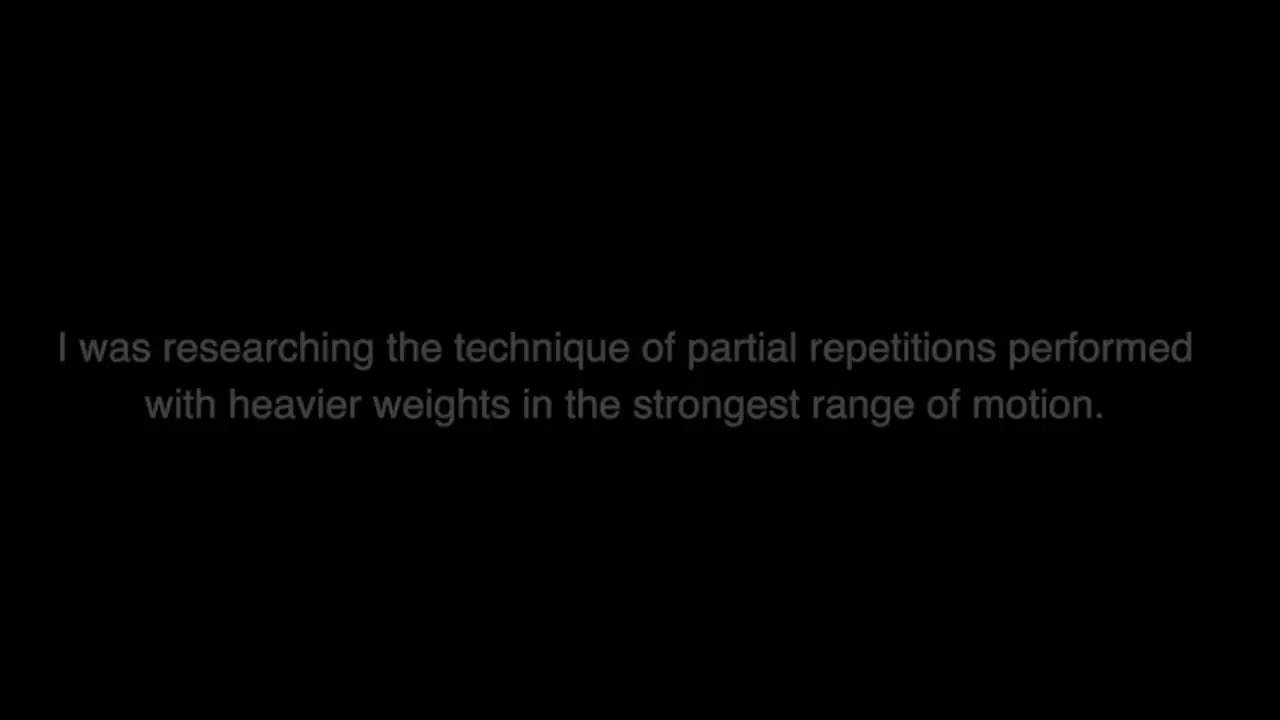 I was researching the technique of partial repetitions performed
with heavier weights in the strongest range of motion.